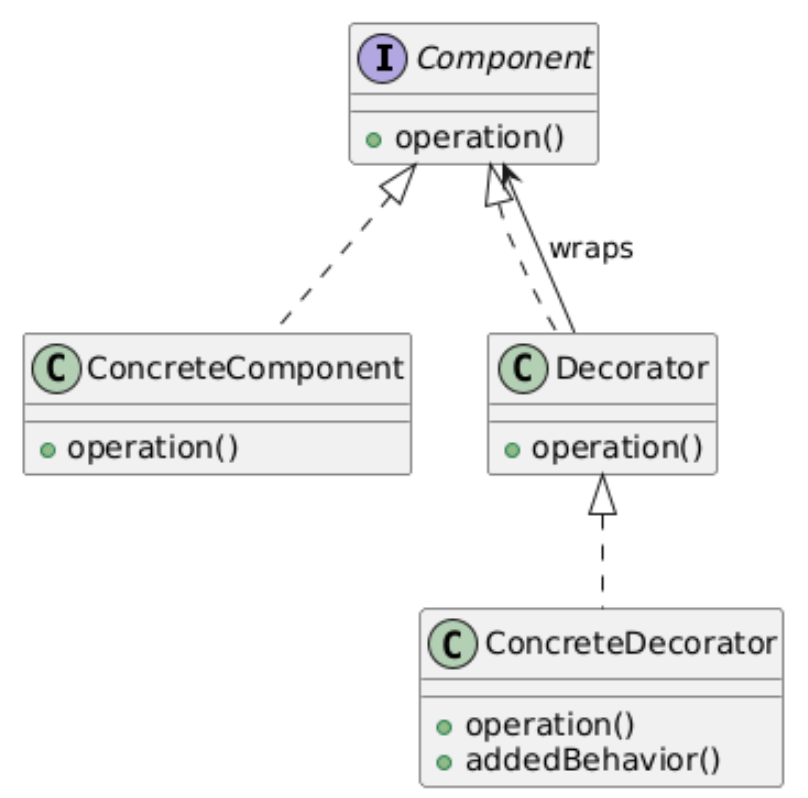 I Component
operation()
wraps
C ConcreteComponent
operation()
C Decorator
operation()
C ConcreteDecorator
operation()
addedBehavior()